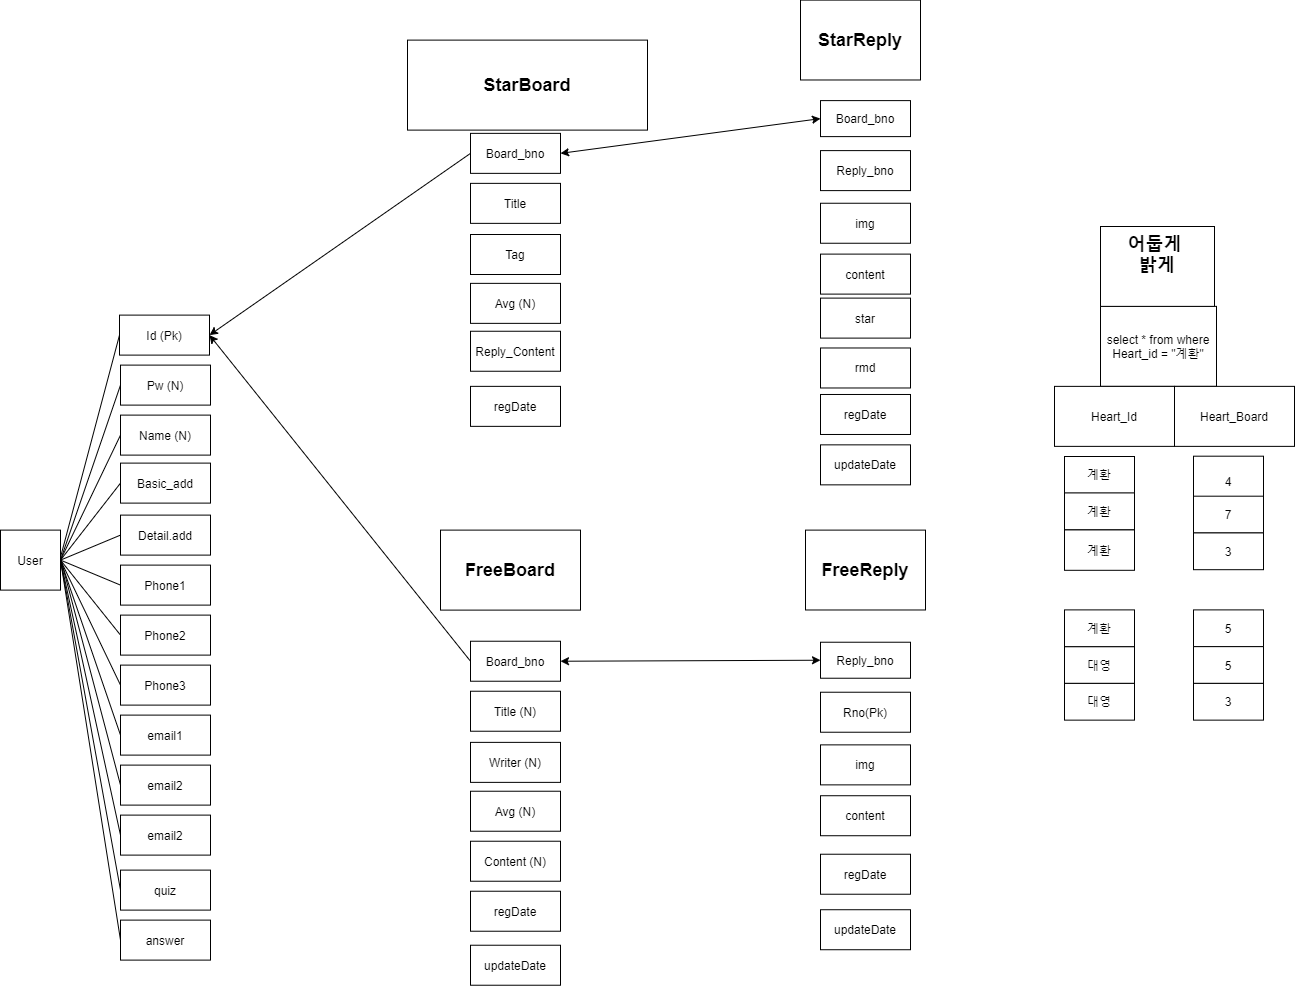 StarReply
StarBoard
Board_bno
Board_bno
Reply_bno
Title
img
Tag
content
Avg (N)
star
Reply_Content
rmd
regDate
regDate
updateDate
어둡게
밝게
select * from where
Heart_id = "계환"
Heart_Id
Heart_Board
계환
4
계환
7
계환
3
계환
5
대영
5
대영
3
User
Id (Pk)
Pw (N)
Name (N)
Basic_add
Detail.add
Phone1
Phone2
Phone3
email1
email2
email2
quiz
answer
FreeBoard
Board_bno
Title (N)
Writer (N)
Avg (N)
Content (N)
regDate
updateDate
FreeReply
Reply_bno
Rno(Pk)
img
content
regDate
updateDate